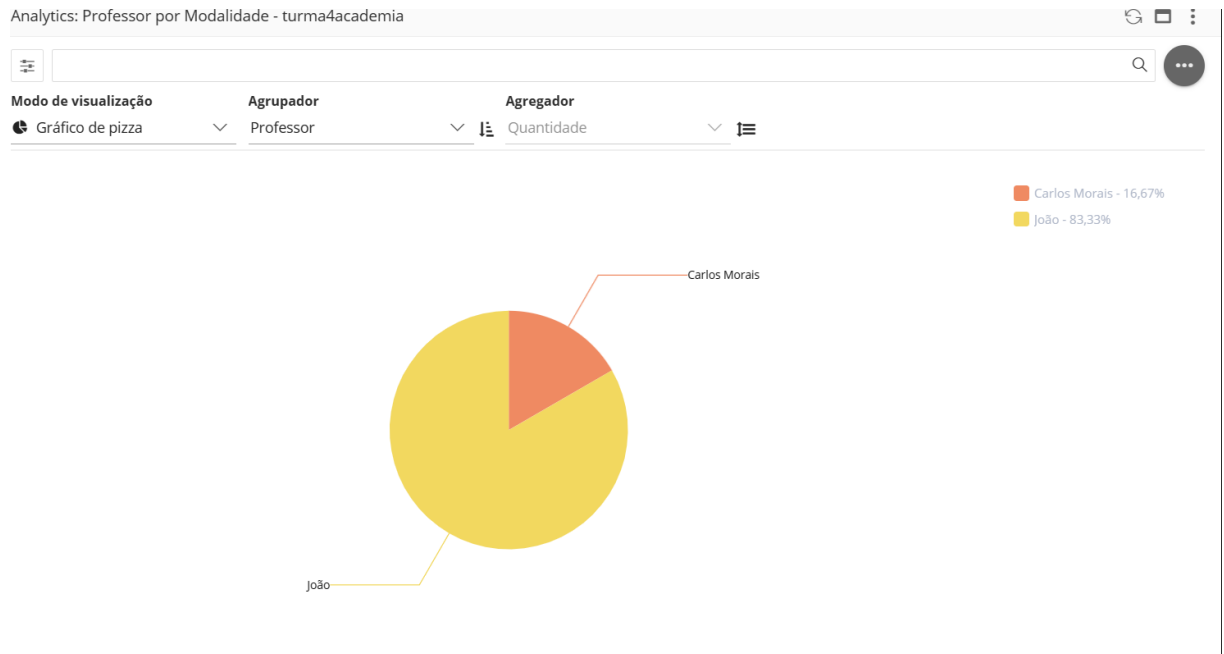 Analytics: Professor por Modalidade - turma4academia
Modo de visualização
Agrupador
Agregador
Gráfico de pizza
Professor
Quantidade
Carlos Morais - 16,67%
João - 83,33%
Carlos Morais
João